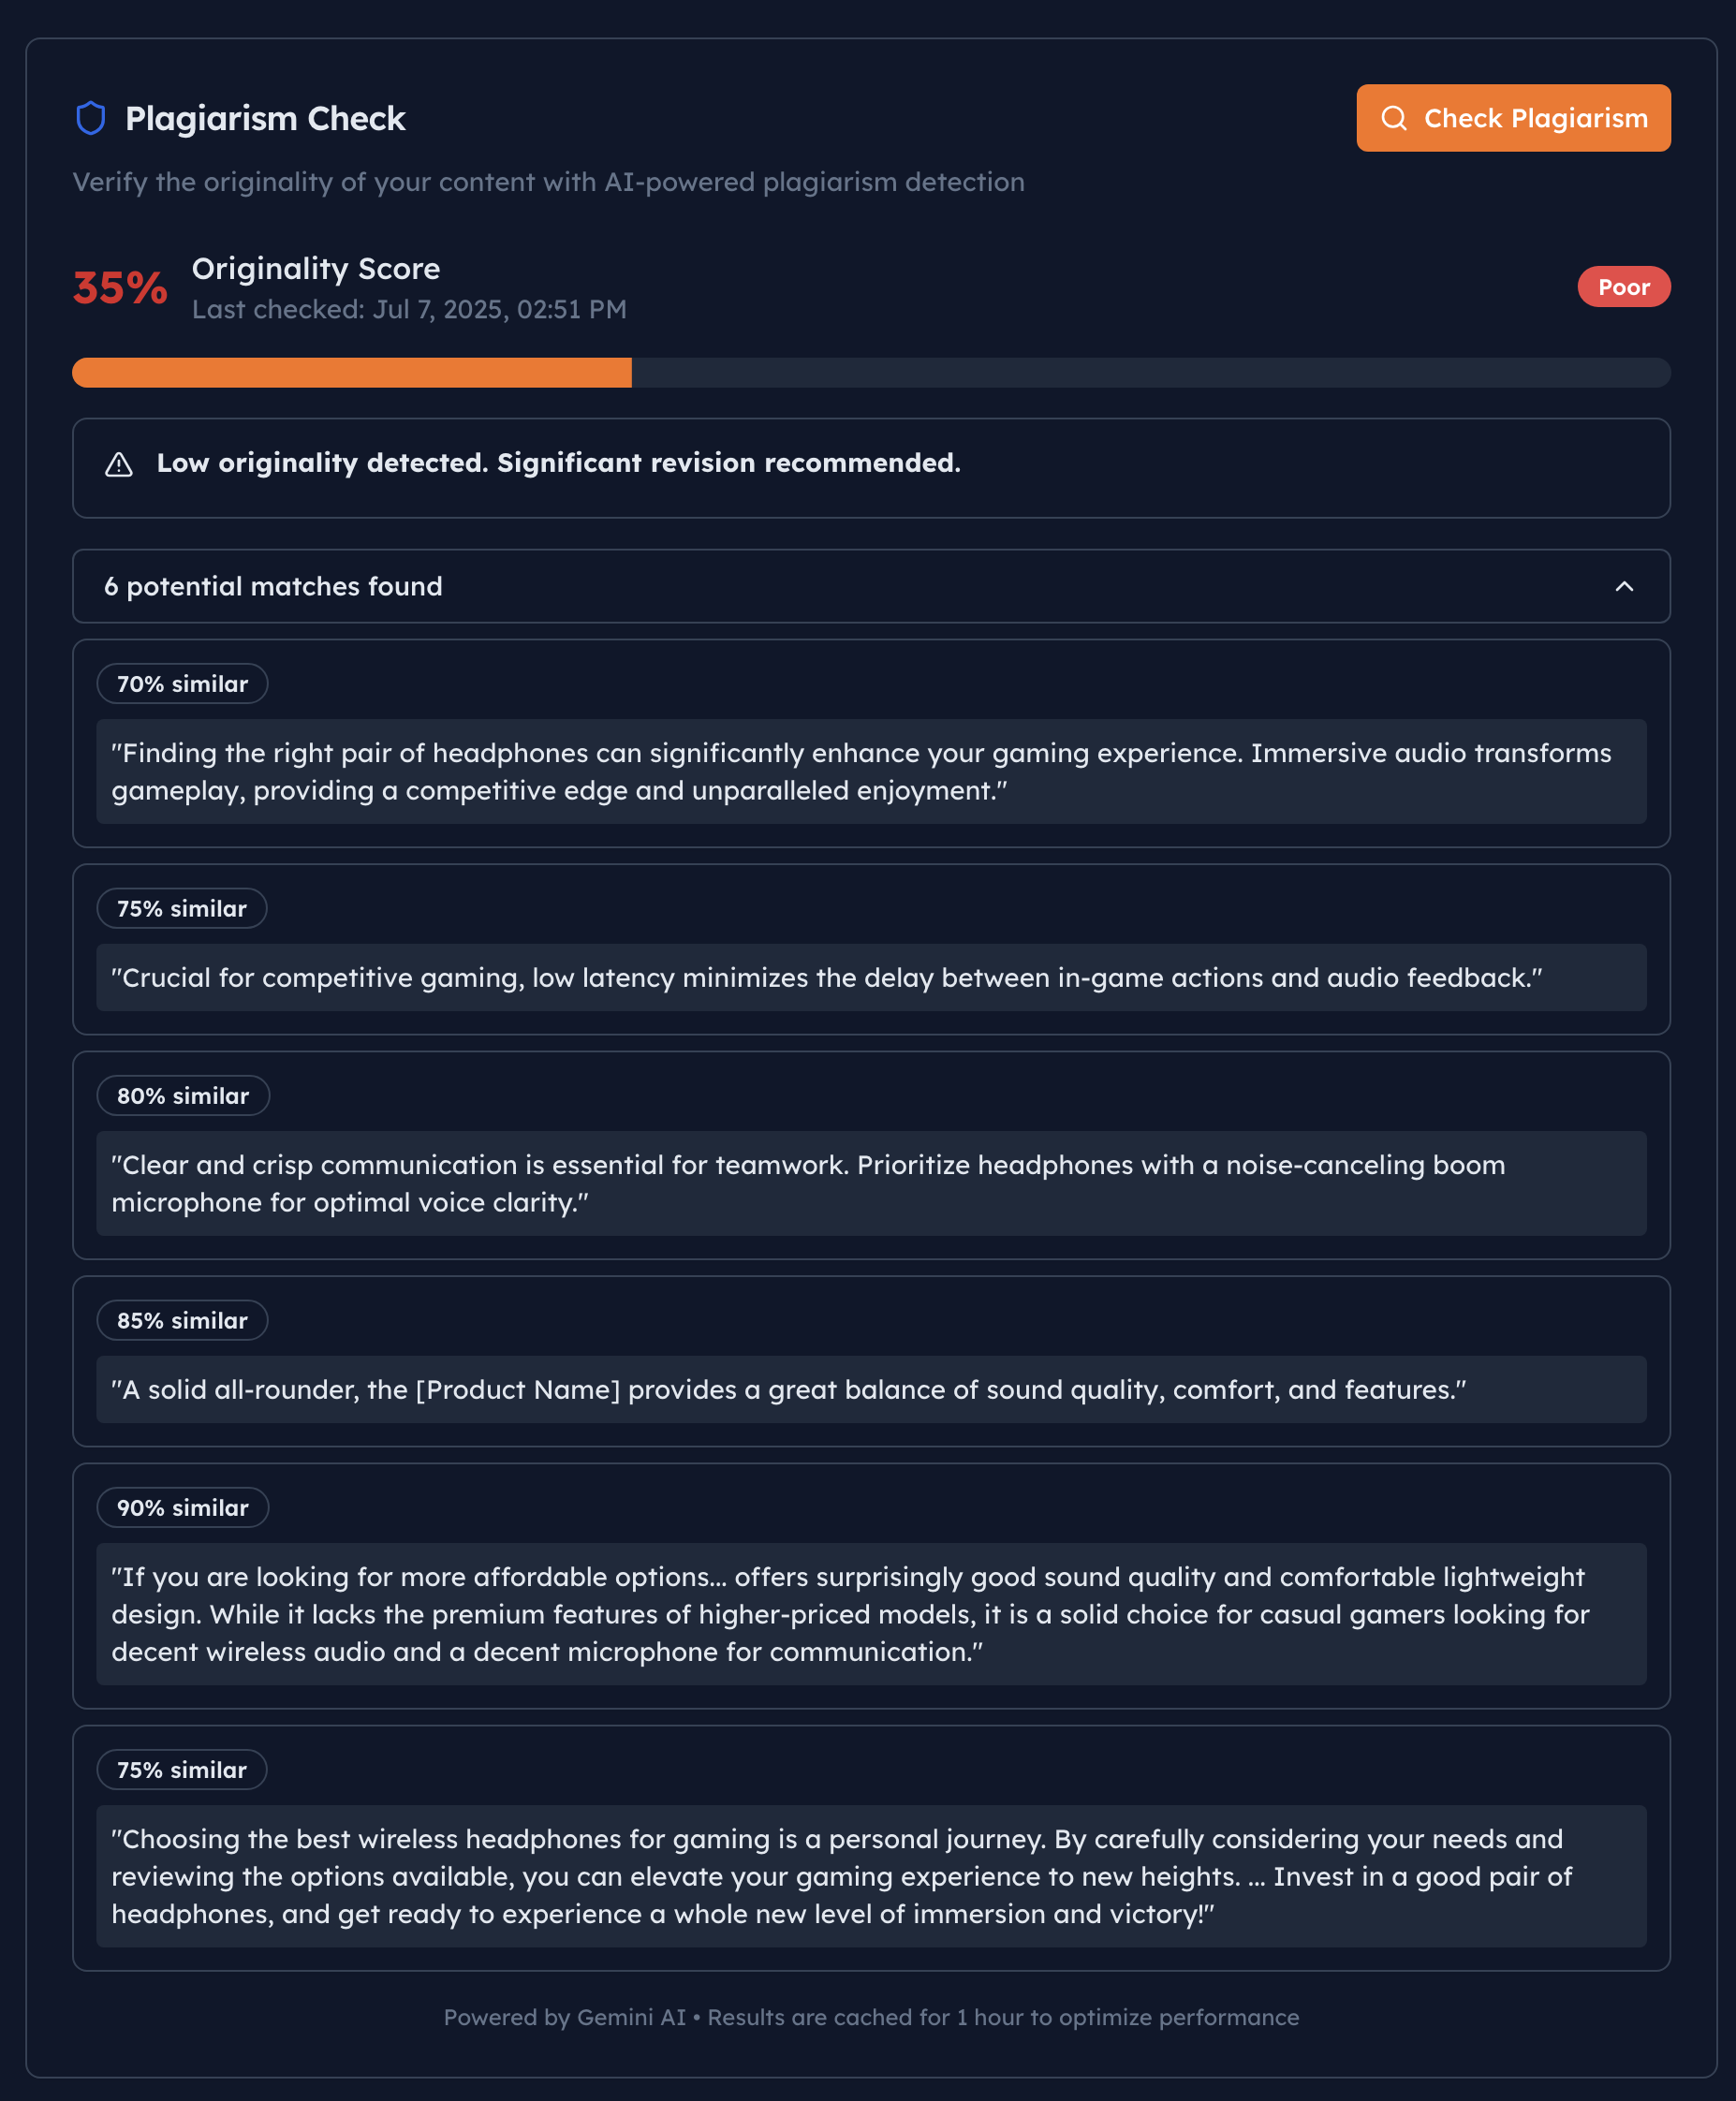 Plagiarism Check
Check Plagiarism
Verify the originality of your content with AI-powered plagiarism detection
35%
Originality Score
Last checked: Jul 7, 2025, 02:51 PM
Poor
Low originality detected. Significant revision recommended.
6 potential matches found
70% similar
"Finding the right pair of headphones can significantly enhance your gaming experience. Immersive audio transforms
gameplay, providing a competitive edge and unparalleled enjoyment."
75% similar
"Crucial for competitive gaming, low latency minimizes the delay between in-game actions and audio feedback."
80% similar
"Clear and crisp communication is essential for teamwork. Prioritize headphones with a noise-canceling boom
microphone for optimal voice clarity."
85% similar
"A solid all-rounder, the [Product Name] provides a great balance of sound quality, comfort, and features."
90% similar
"If you are looking for more affordable options... offers surprisingly good sound quality and comfortable lightweight
design. While it lacks the premium features of higher-priced models, it is a solid choice for casual gamers looking for
decent wireless audio and a decent microphone for communication."
75% similar
"Choosing the best wireless headphones for gaming is a personal journey. By carefully considering your needs and
reviewing the options available, you can elevate your gaming experience to new heights. ... Invest in a good pair of
headphones, and get ready to experience a whole new level of immersion and victory!"
Powered by Gemini AI • Results are cached for 1 hour to optimize performance